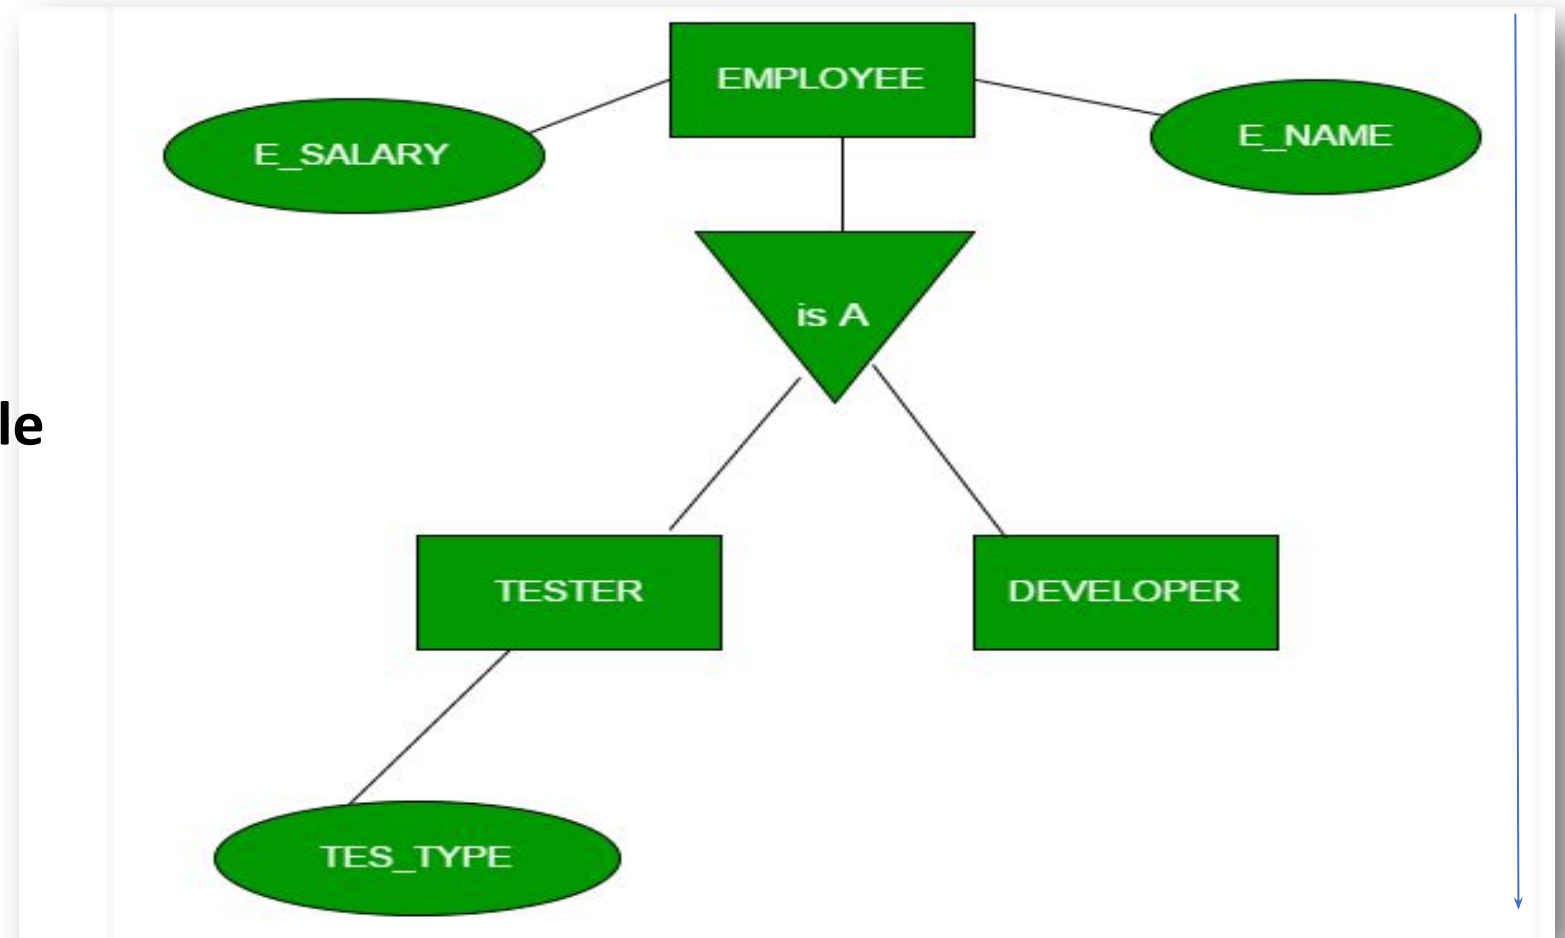 EMPLOYEE
E_SALARY
E_NAME
is A
le
TESTER
DEVELOPER
TES_TYPE